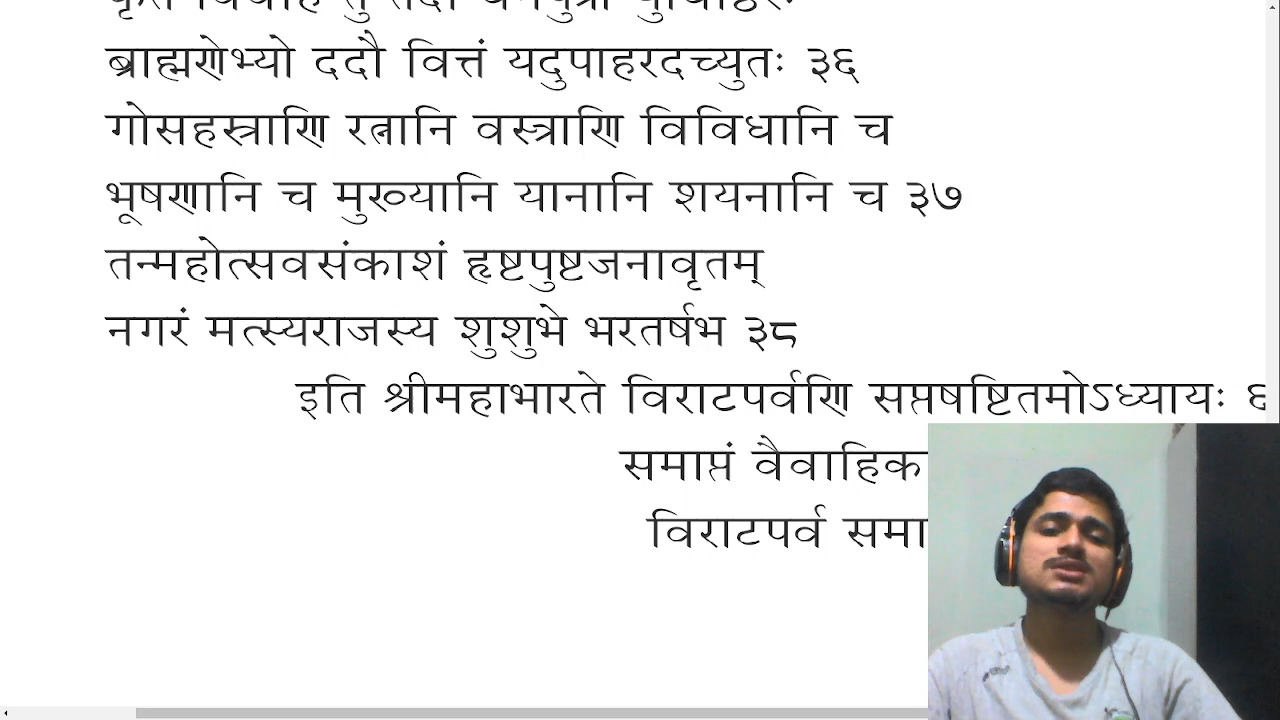 ब्राह्मणेभ्यो ददौ वित्तं यदुपाहरदच्युतः ३६
गोसहस्राणि रत्नानि वस्त्राणि विविधानि च
भूषणानि च मुख्यानि यानानि शयनानि च ३७
तन्महोत्सवसंकाशं हृष्टपुष्टजनावृतम्
नगरं मत्स्यराजस्य शुशुभे भरतर्षभ ३८
इति श्रीमहाभारते विराटपर्वणि सप्तषष्टितमोऽध्यायः
समाप्तं वैवाहिक
विराटपर्व समा